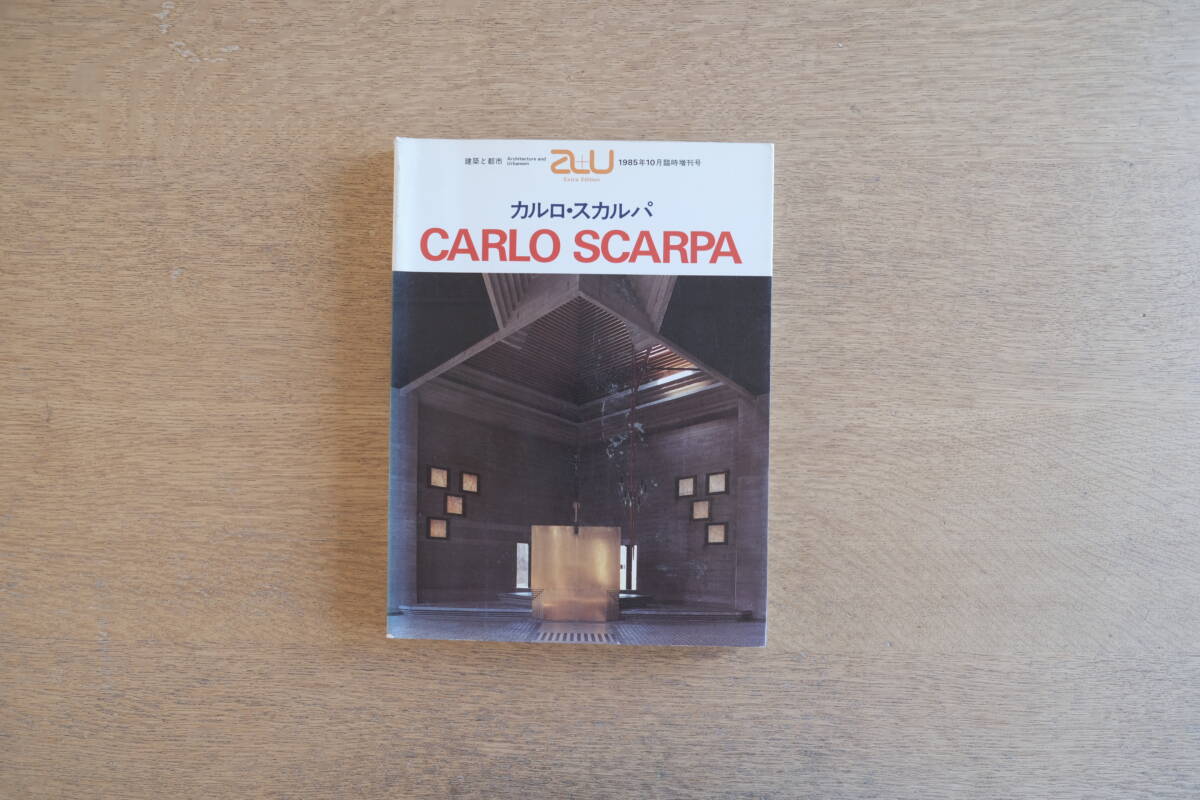 建築と都市 Architecture and Urbanism a+u 1985年10月臨時増刊号
Extra Edition
カルロ・スカルパ
CARLO SCARPA